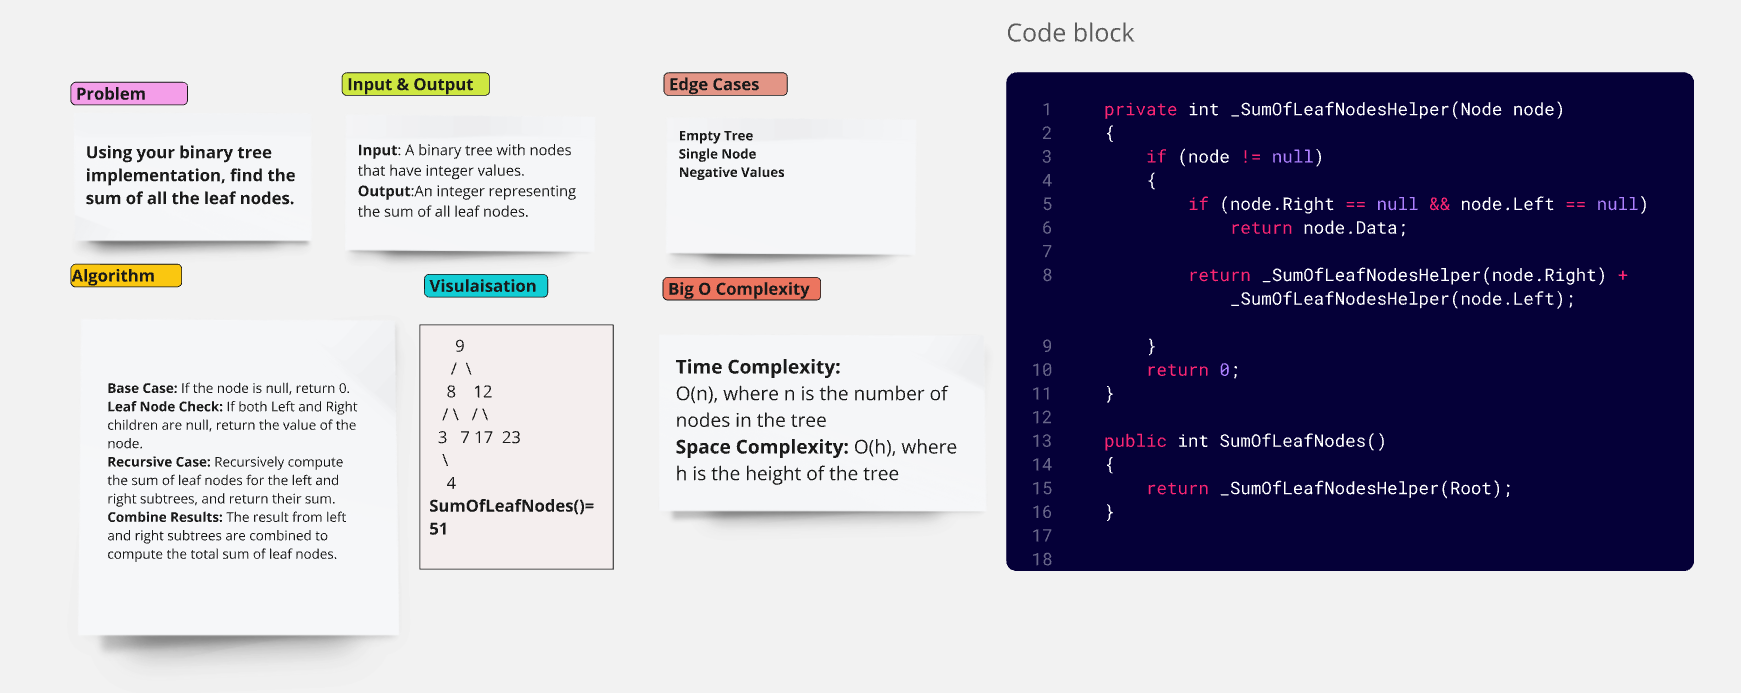 Code block
Problem
Using your binary tree
implementation, find the
sum of all the leaf nodes.
Input & Output
Input: A binary tree with nodes
that have integer values.
Output:An integer representing
the sum of all leaf nodes.
Edge Cases
Empty Tree
Single Node
Negative Values
Algorithm
Base Case: If the node is null, return 0.
Leaf Node Check: If both Left and Right
children are null, return the value of the
node.
Recursive Case: Recursively compute
the sum of leaf nodes for the left and
right subtrees, and return their sum.
Combine Results: The result from left
and right subtrees are combined to
compute the total sum of leaf nodes.
Visulaisation
9
/ \
8 12
/ \ / \
3 7 17 23
\
4
SumOfLeafNodes()=
51
Big O Complexity
Time Complexity:
O(n), where n is the number of
nodes in the tree
Space Complexity: O(h), where
h is the height of the tree
1 private int _SumOfLeafNodesHelper(Node node)
2 {
3 if (node != null)
4 {
5 if (node.Right == null && node.Left == null)
6 return node.Data;
7
8 return _SumOfLeafNodesHelper(node.Right) +
_SumOfLeafNodesHelper(node.Left);
9 }
10 return 0;
11 }
12
13 public int SumOfLeafNodes()
14 {
15 return _SumOfLeafNodesHelper(Root);
16 }
17
18